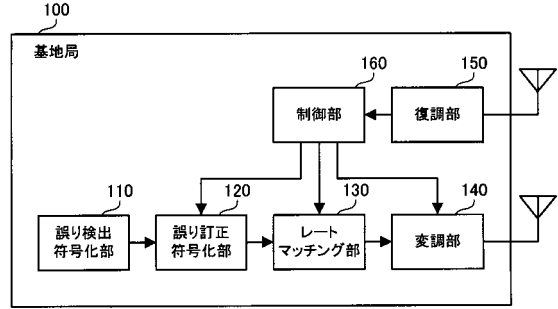 100
基地局
160
制御部
150
復調部
110
誤り検出
符号化部
120
誤り訂正
符号化部
130
レート
マッチング部
140
変調部